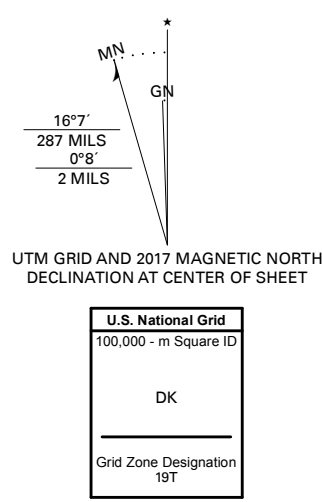 ★
MN
GN
16°7´
287 MILS
0°8´
2 MILS
UTM GRID AND 2017 MAGNETIC NORTH
DECLINATION AT CENTER OF SHEET
U.S. National Grid
100,000 - m Square ID
DK
Grid Zone Designation
19T